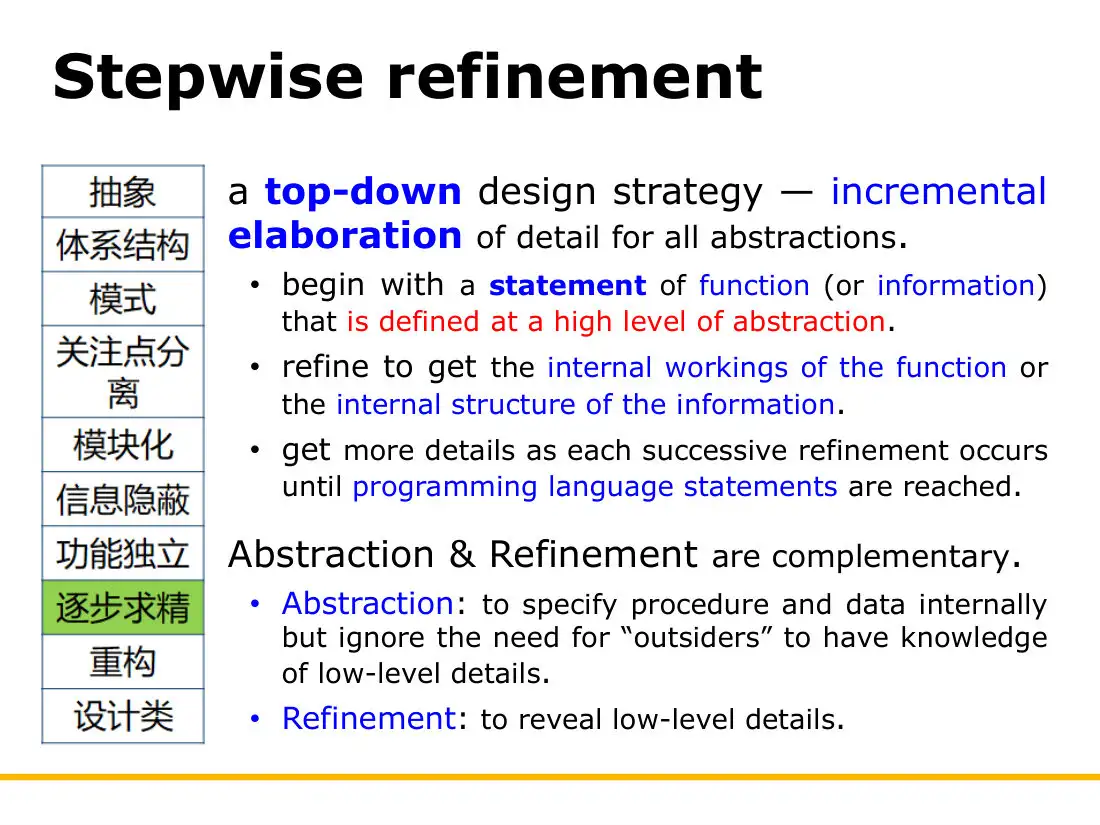 Stepwise refinement
抽象
体系结构
模式
关注点分
离
模块化
信息隐蔽
功能独立
逐步求精
重构
设计类
a top-down design strategy — incremental
elaboration of detail for all abstractions.
• begin with a statement of function (or information)
that is defined at a high level of abstraction.
• refine to get the internal workings of the function or
the internal structure of the information.
• get more details as each successive refinement occurs
until programming language statements are reached.
Abstraction & Refinement are complementary.
• Abstraction: to specify procedure and data internally
but ignore the need for “outsiders” to have knowledge
of low-level details.
• Refinement: to reveal low-level details.